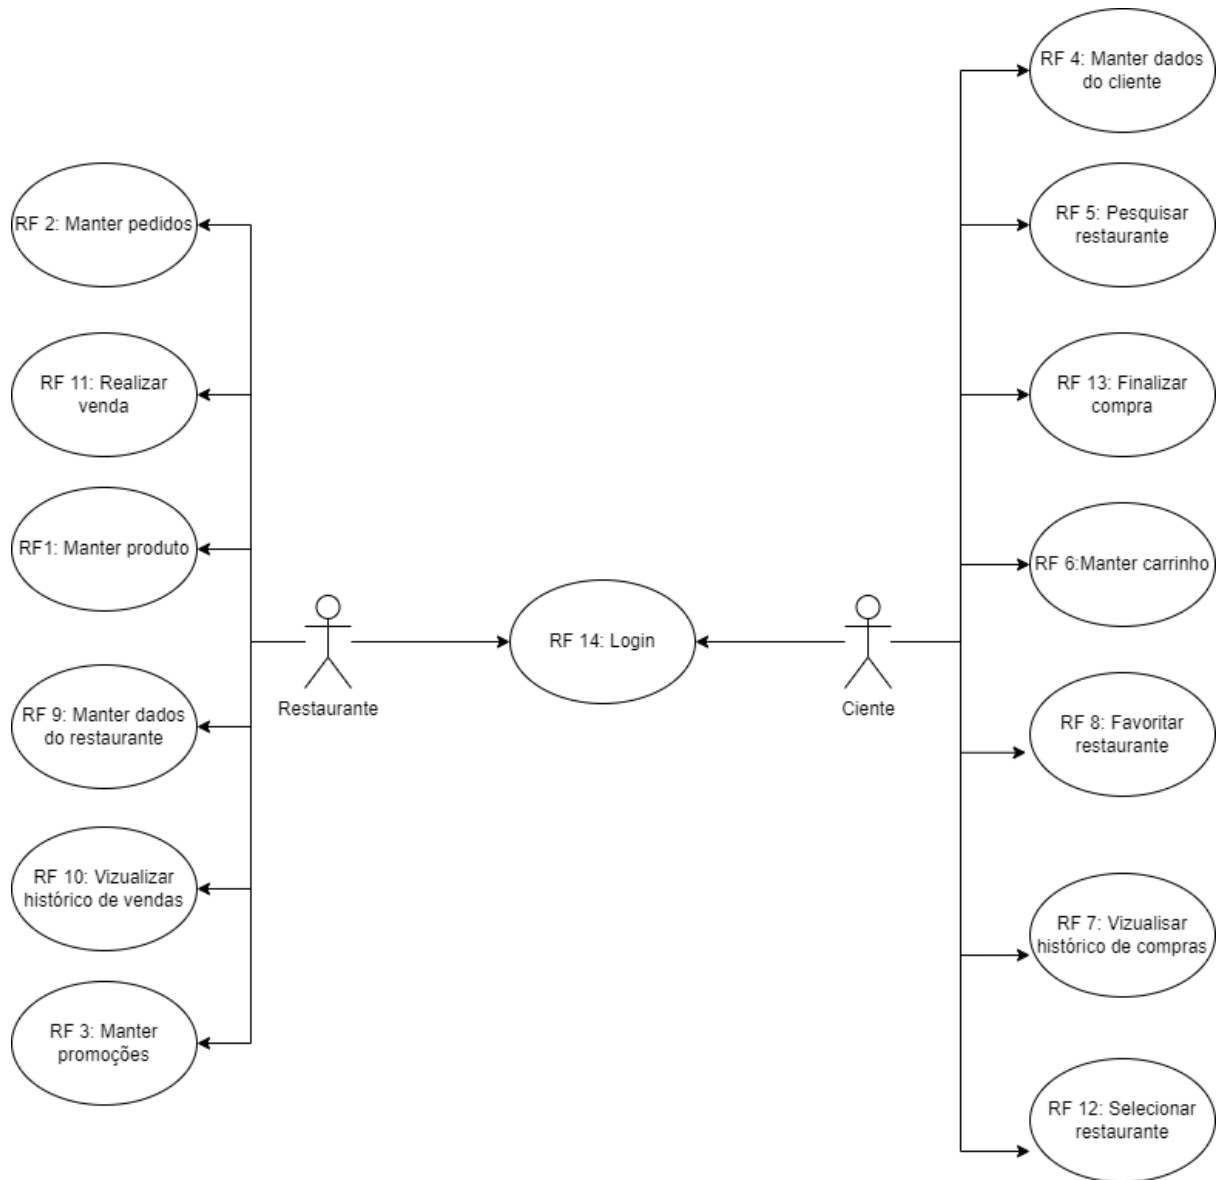 RF 4: Manter dados
do cliente
RF 2: Manter pedidos
RF 5: Pesquisar
restaurante
RF 11: Realizar
venda
RF 13: Finalizar
compra
RF1: Manter produto
RF 6:Manter carrinho
RF 14: Login
Restaurante
Ciente
RF 9: Manter dados
do restaurante
RF 8: Favoritar
restaurante
RF 10: Vizualizar
histórico de vendas
RF 7: Vizualisar
histórico de compras
RF 3: Manter
promoções
RF 12: Selecionar
restaurante